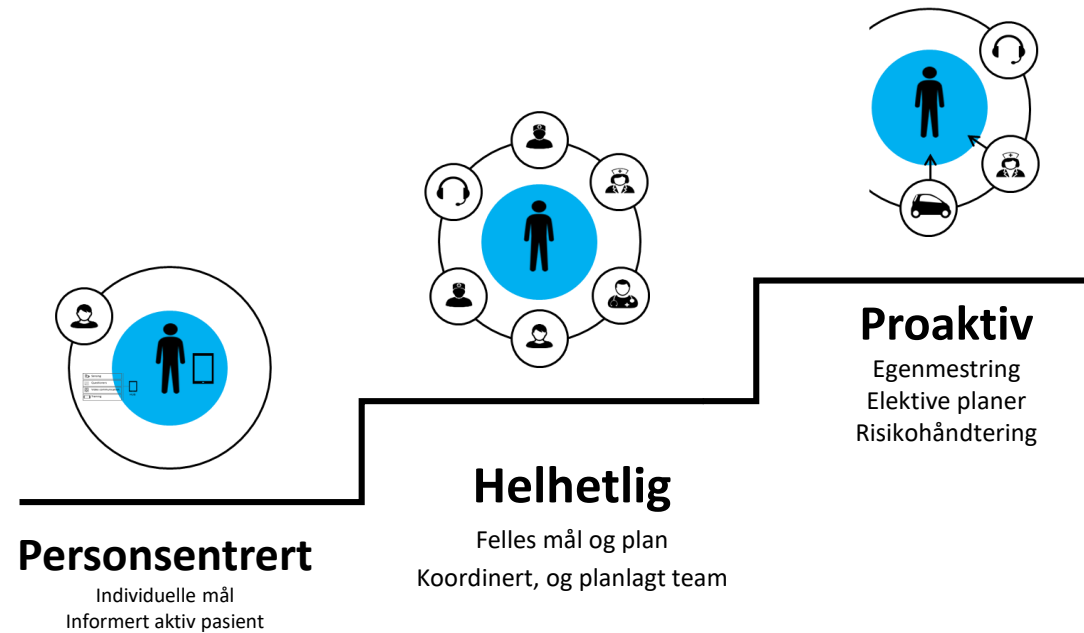 Personsentrert
Individuelle mål
Informert aktiv pasient
Helhetlig
Felles mål og plan
Koordinert, og planlagt team
Proaktiv
Egenmestring
Elektive planer
Risikohåndtering